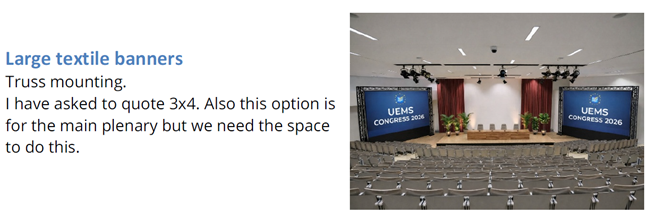 Large textile banners
Truss mounting.
I have asked to quote 3x4. Also this option is
for the main plenary but we need the space
to do this.
UEMS
CONGRESS 2026
UEMS
CONGRESS 2026